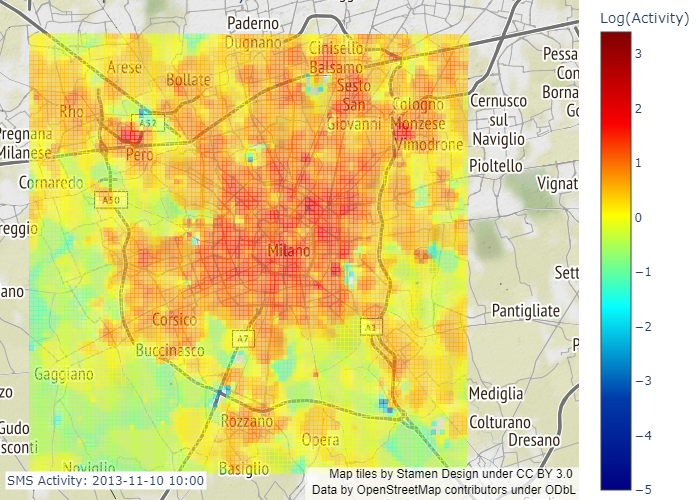 Log(Activity)
3
2
1
0
−1
−2
−3
−4
−5
Paderno
Dugnano
Cinisello
Balsamo
Arese
Bollate
Sesto
San
Giovanni
Rho
A52
Pero
Cologno
Monzese
Vimodrone
Cernusco
sul
Naviglio
Pioltello
Pessa
Con
Borna
Go
Pregnana
Milanese
Cornaredo
A50
Vignat
reggio
Milano
Sett
ano
Corsico
A7
A1
Pantigliate
Buccinasco
P
Gaggiano
zo
Mediglia
Rozzano
Colturano
Dresano
Gudo
sconti
Opera
Noviglio
Basiglio
SMS Activity: 2013-11-10 10:00
Map tiles by Stamen Design under CC BY 3.0
Data by OpenStreetMap contributors under ODbL